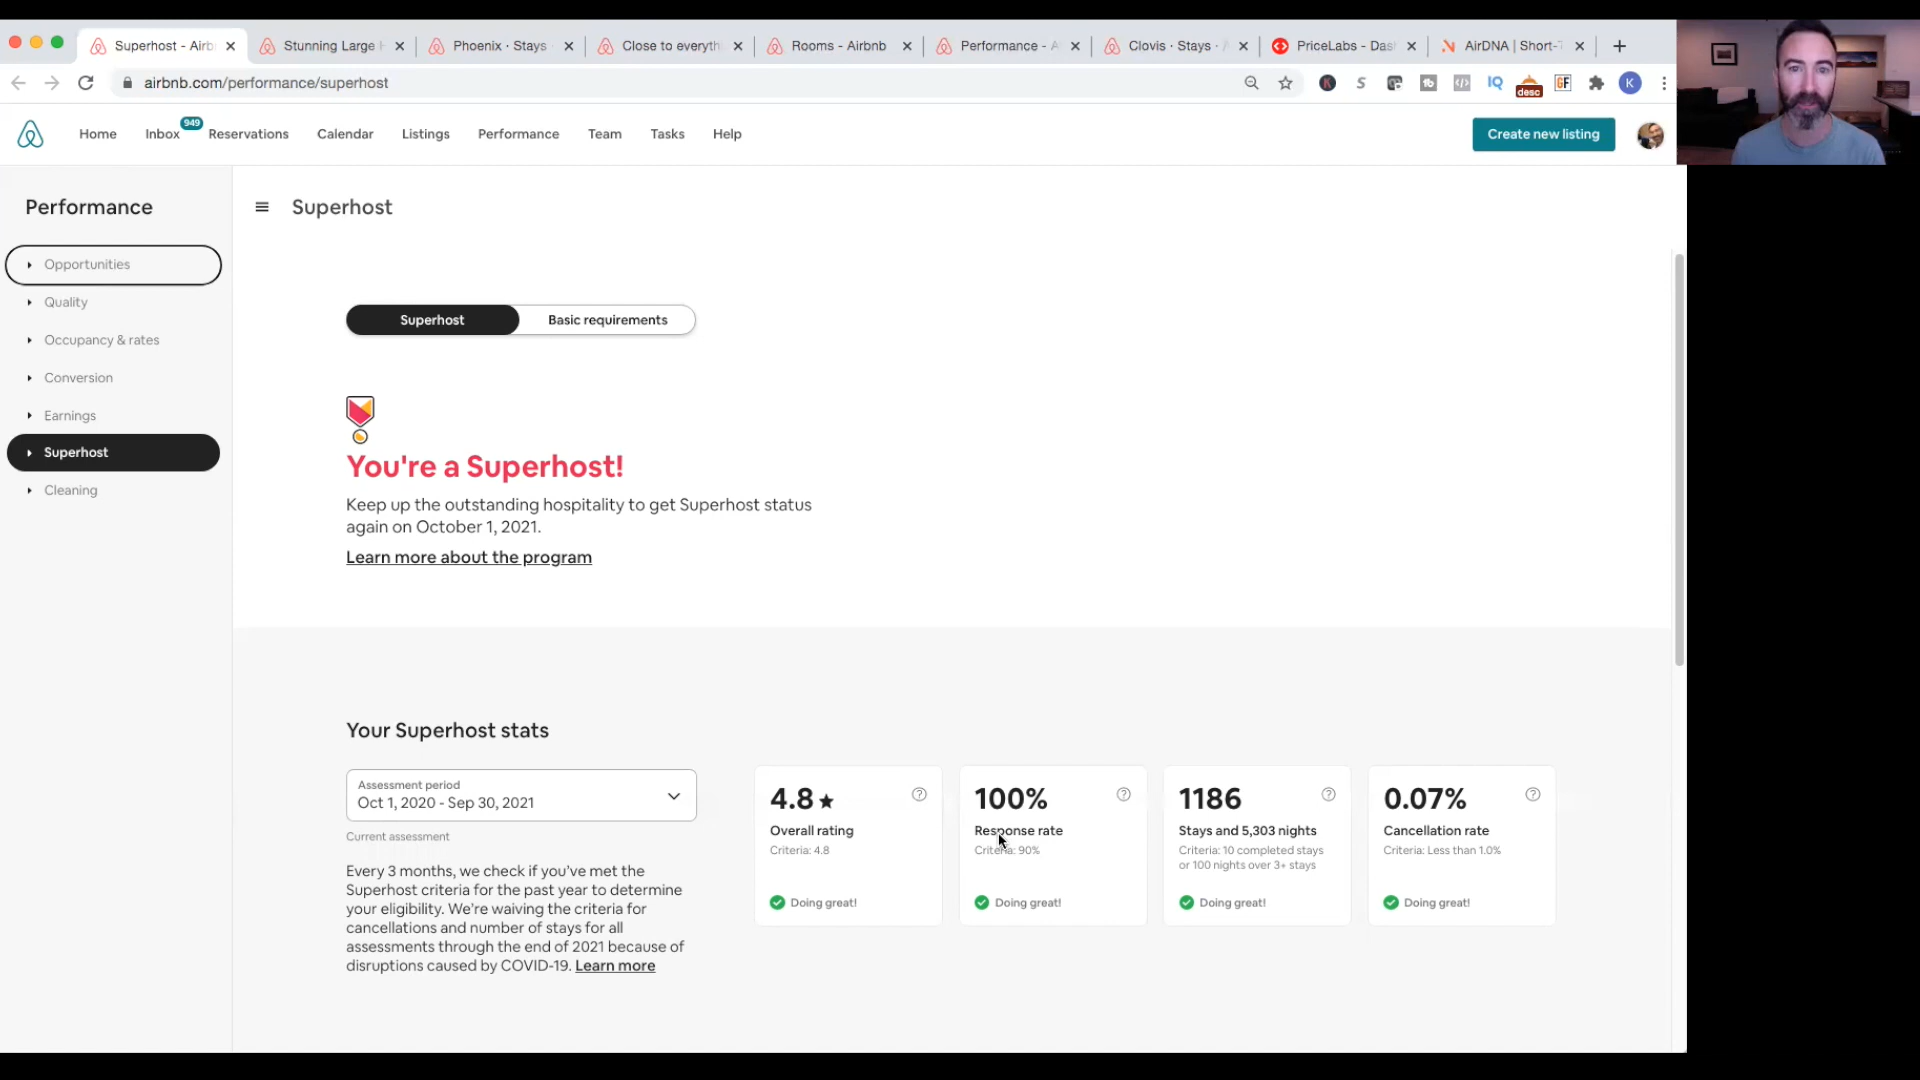 Superhost - Airb
Stunning Large
Phoenix · Stays
Close to everyth
Rooms - Airbnb
Performance - A
Clovis · Stays ·
PriceLabs - Das
AirDNA | Short-T
airbnb.com/performance/superhost
S
IQ
desc
GF
K
Home
Inbox
949
Reservations
Calendar
Listings
Performance
Team
Tasks
Help
Create new listing
Performance
Superhost
Opportunities
Quality
Occupancy & rates
Conversion
Earnings
Superhost
Cleaning
Superhost
Basic requirements
You're a Superhost!
Keep up the outstanding hospitality to get Superhost status
again on October 1, 2021.
Learn more about the program
Your Superhost stats
Assessment period
Oct 1, 2020 - Sep 30, 2021
Current assessment
Every 3 months, we check if you've met the
Superhost criteria for the past year to determine
your eligibility. We're waiving the criteria for
cancellations and number of stays for all
assessments through the end of 2021 because of
disruptions caused by COVID-19. Learn more
4.8★
Overall rating
Criteria: 4.8
Doing great!
100%
Response rate
Criteria: 90%
Doing great!
1186
Stays and 5,303 nights
Criteria: 10 completed stays
or 100 nights over 3+ stays
Doing great!
0.07%
Cancellation rate
Criteria: Less than 1.0%
Doing great!